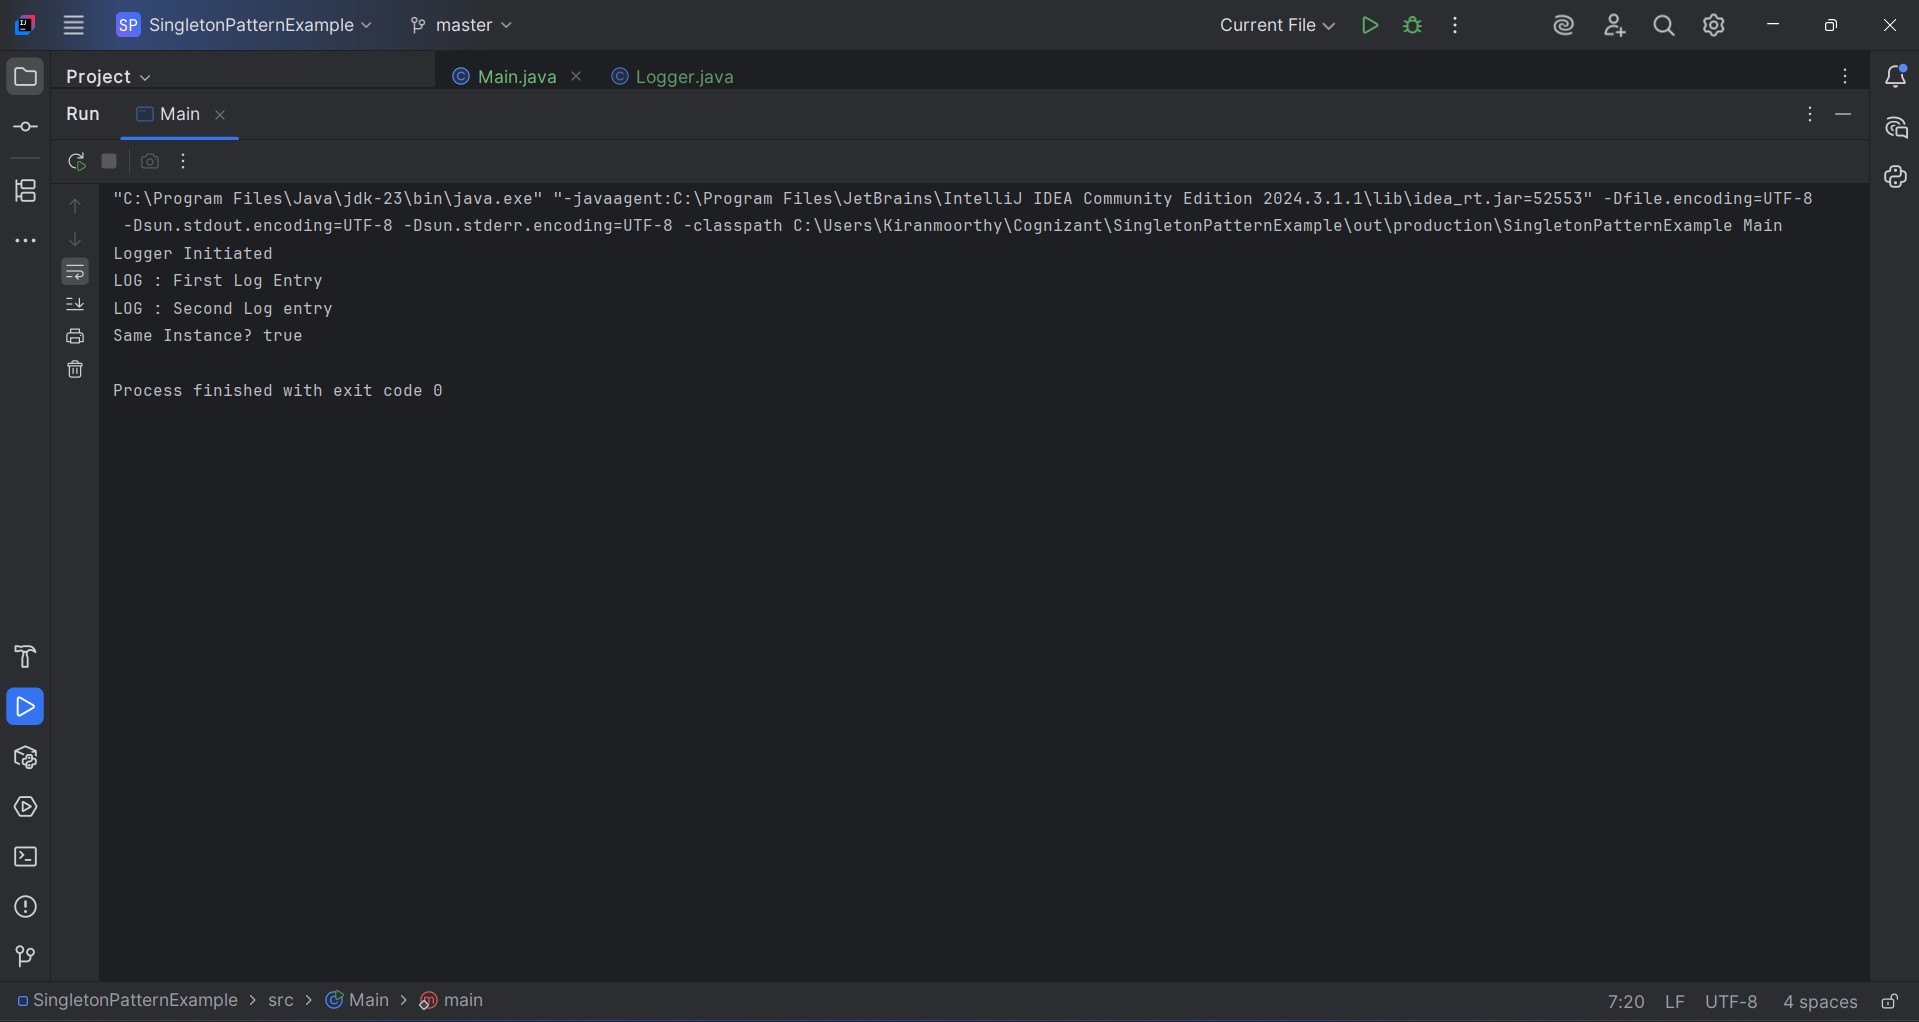 SP SingletonPatternExample master Current File
Project Main.java Logger.java
Run Main
"C:\Program Files\Java\jdk-23\bin\java.exe" "-javaagent:C:\Program Files\JetBrains\IntelliJ IDEA Community Edition 2024.3.1.1\lib\idea_rt.jar=52553" -Dfile.encoding=UTF-8
-Dsun.stdout.encoding=UTF-8 -Dsun.stderr.encoding=UTF-8 -classpath C:\Users\Kiranmoorthy\Cognizant\SingletonPatternExample\out\production\SingletonPatternExample Main
Logger Initiated
LOG : First Log Entry
LOG : Second Log entry
Same Instance? true
Process finished with exit code 0
SingletonPatternExample > src > Main > main 7:20 LF UTF-8 4 spaces